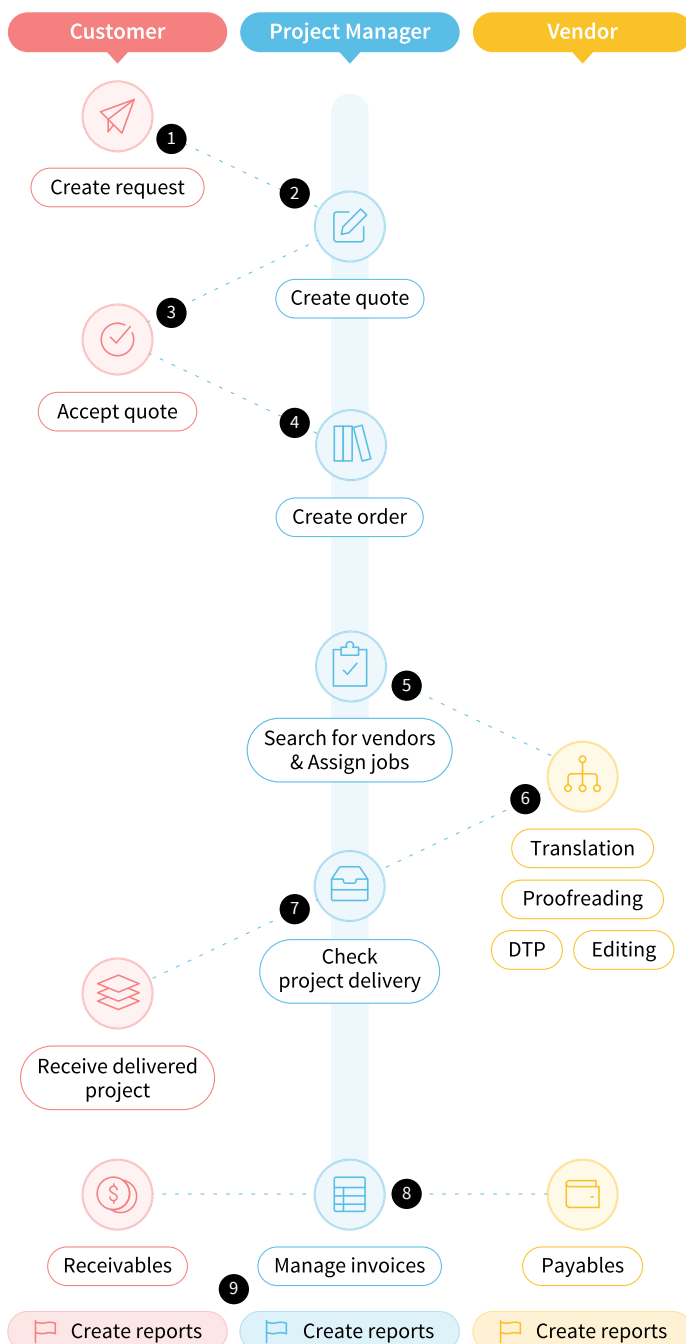 Customer
Project Manager
Vendor
1
Create request
2
Create quote
3
Accept quote
4
Create order
5
Search for vendors
& Assign jobs
6
Translation
Proofreading
DTP
Editing
7
Check
project delivery
Receive delivered
project
$
8
Receivables
Manage invoices
Payables
9
Create reports
Create reports
Create reports